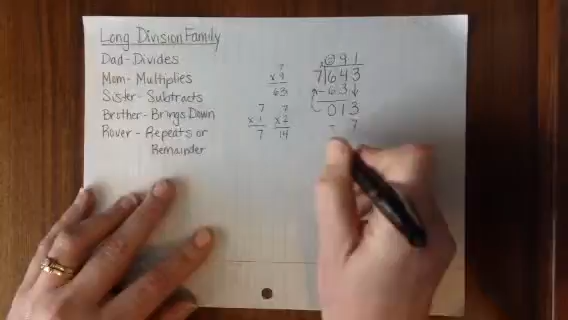 Long Division Family
Dad-Divides
Mom-Multiplies
Sister-Subtracts
Brother-Brings Down
Rover-Repeats or
Remainder
7
x 9
63
7 7
x 1 x 2
7 14
091
7 643
-63
013
- 7